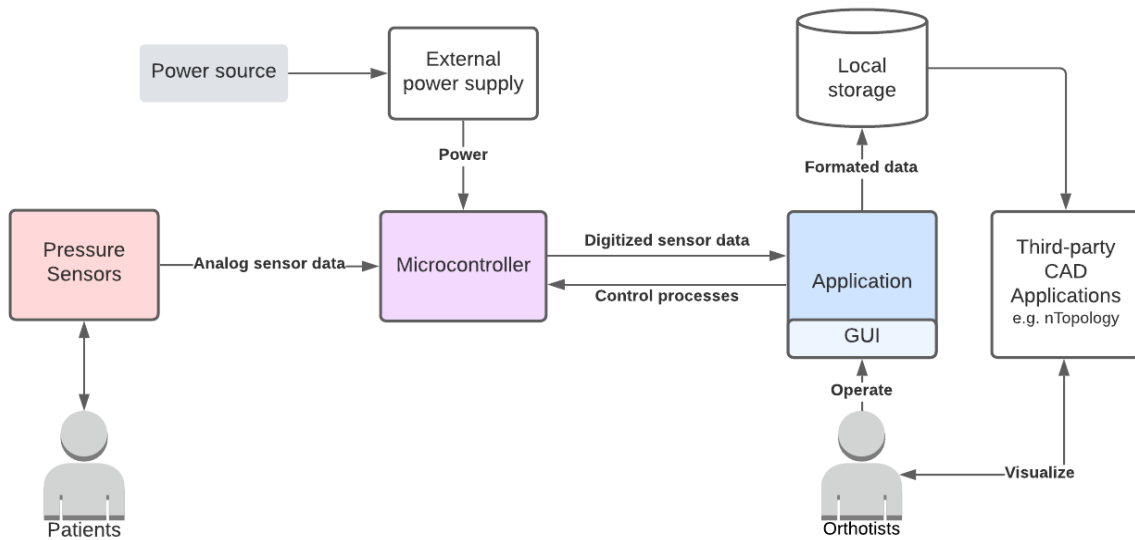 Power source
External
power supply
Local
storage
Power
Formated data
Pressure
Sensors
Analog sensor data
Microcontroller
Digitized sensor data
Control processes
Application
GUI
Third-party
CAD
Applications
e.g. nTopology
Operate
Visualize
Patients
Orthotists